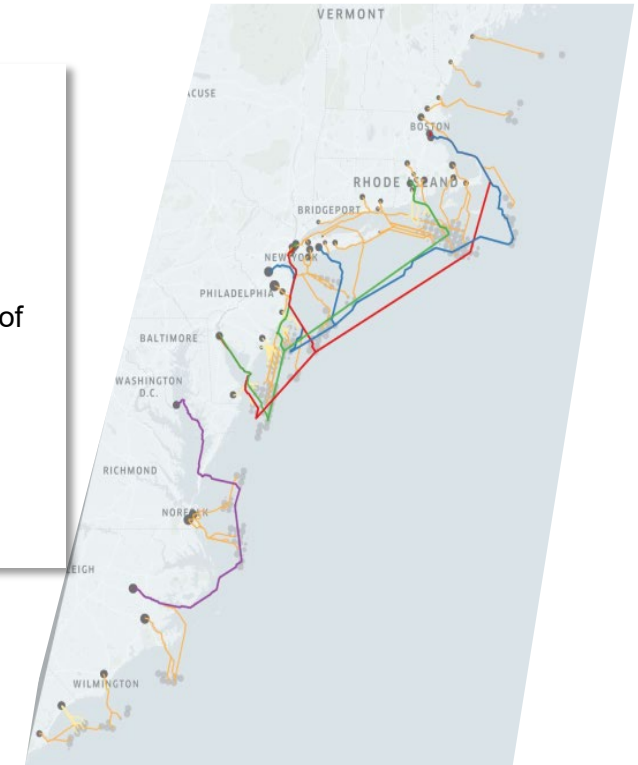 VERMONT
ACUSE
BOSTON
RHODE ISLAND
BRIDGEPORT
NEW YORK
PHILADELPHIA
of
BALTIMORE
WASHINGTON
D.C.
RICHMOND
NORFOLK
EIGH
WILMINGTON